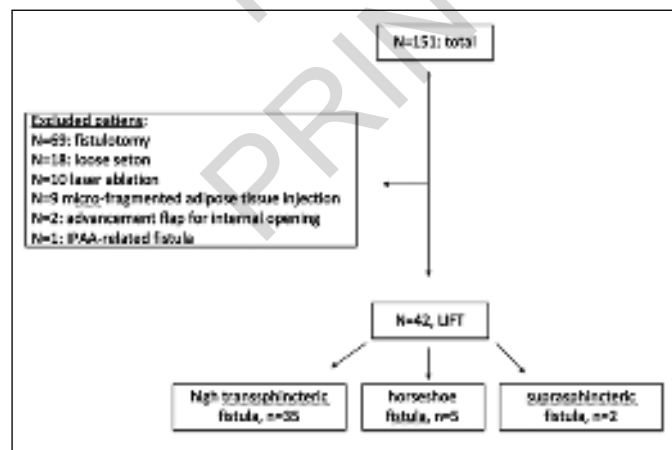 N=151: total
Excluded patiens:
N=69: fistulotomy
N=18: loose seton
N=10 laser ablation
N=9 micro-fragmented adipose tissue injection
N=2: advancement flap for internal opening
N=1: IPAA-related fistula
N=42, LIFT
high transsphincteric
fistula, n=35
horseshoe
fistula, n=5
suprasphincteric
fistula, n=2